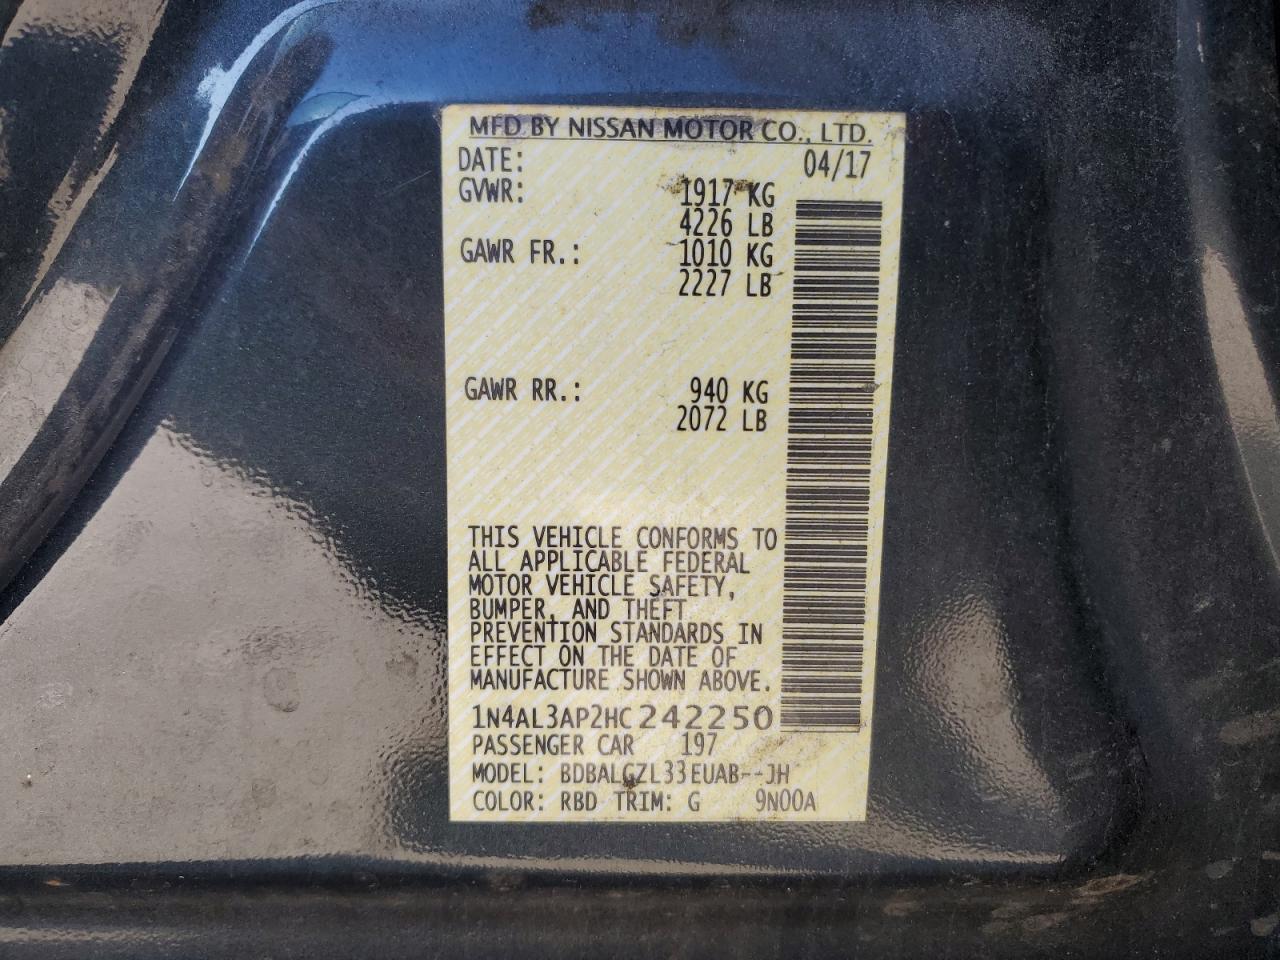 MFD BY NISSAN MOTOR CO., LTD.
DATE: 04/17
GVWR: 1917 KG
4226 LB
GAWR FR.: 1010 KG
2227 LB
GAWR RR.: 940 KG
2072 LB
THIS VEHICLE CONFORMS TO
ALL APPLICABLE FEDERAL
MOTOR VEHICLE SAFETY,
BUMPER, AND THEFT
PREVENTION STANDARDS IN
EFFECT ON THE DATE OF
MANUFACTURE SHOWN ABOVE.
1N4AL3AP2HC242250
PASSENGER CAR 197
MODEL: BDBALGZL33EUAB--JH
COLOR: RBD TRIM: G 9N00A